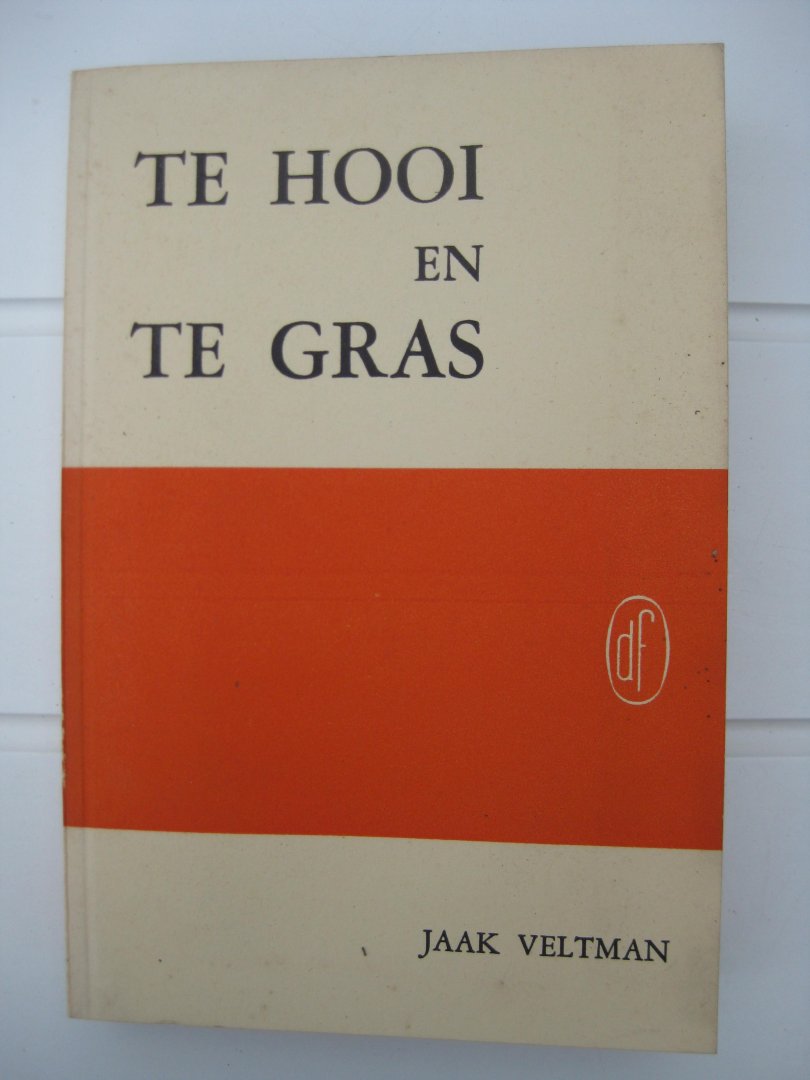 TE HOOI
EN
TE GRAS
df
JAAK VELTMAN